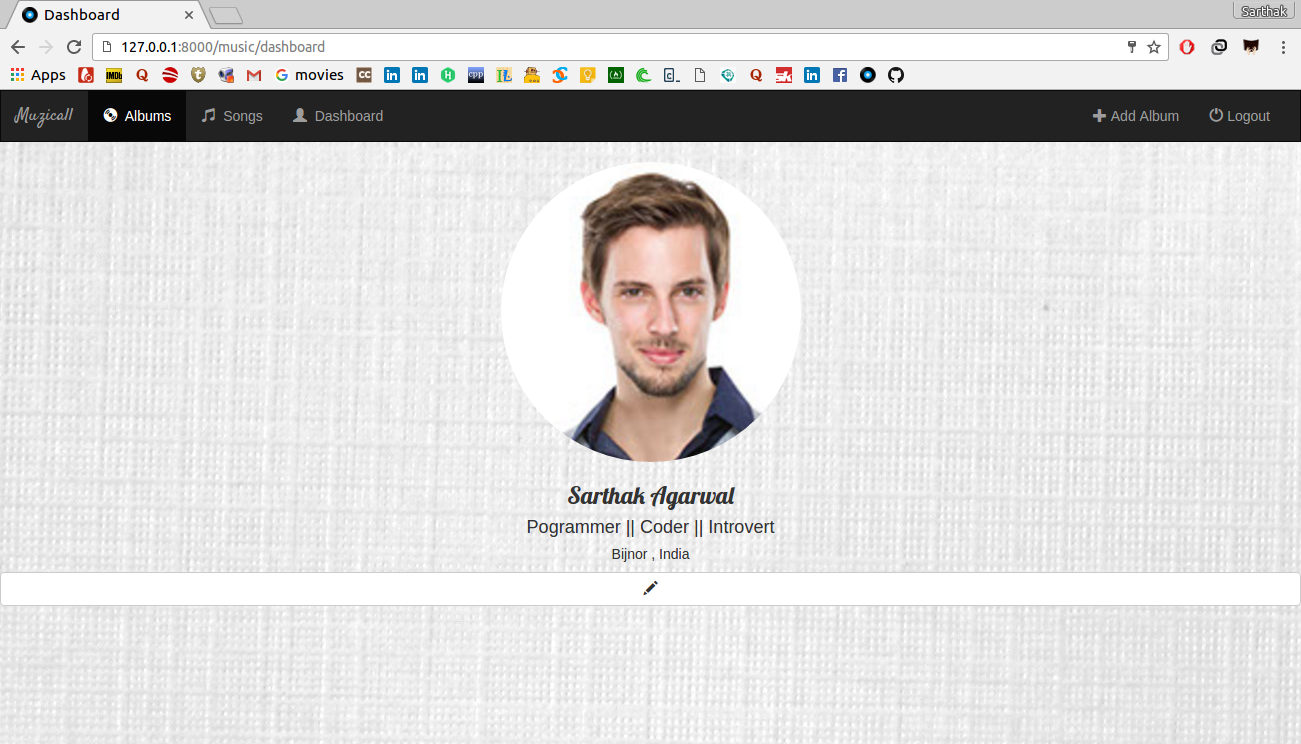 Dashboard
Sarthak
127.0.0.1:8000/music/dashboard
Apps IMDb Q t M G movies CC in in H cpp Q in f
Muzicall Albums Songs Dashboard Add Album Logout
Sarthak Agarwal
Pogrammer || Coder || Introvert
Bijnor , India